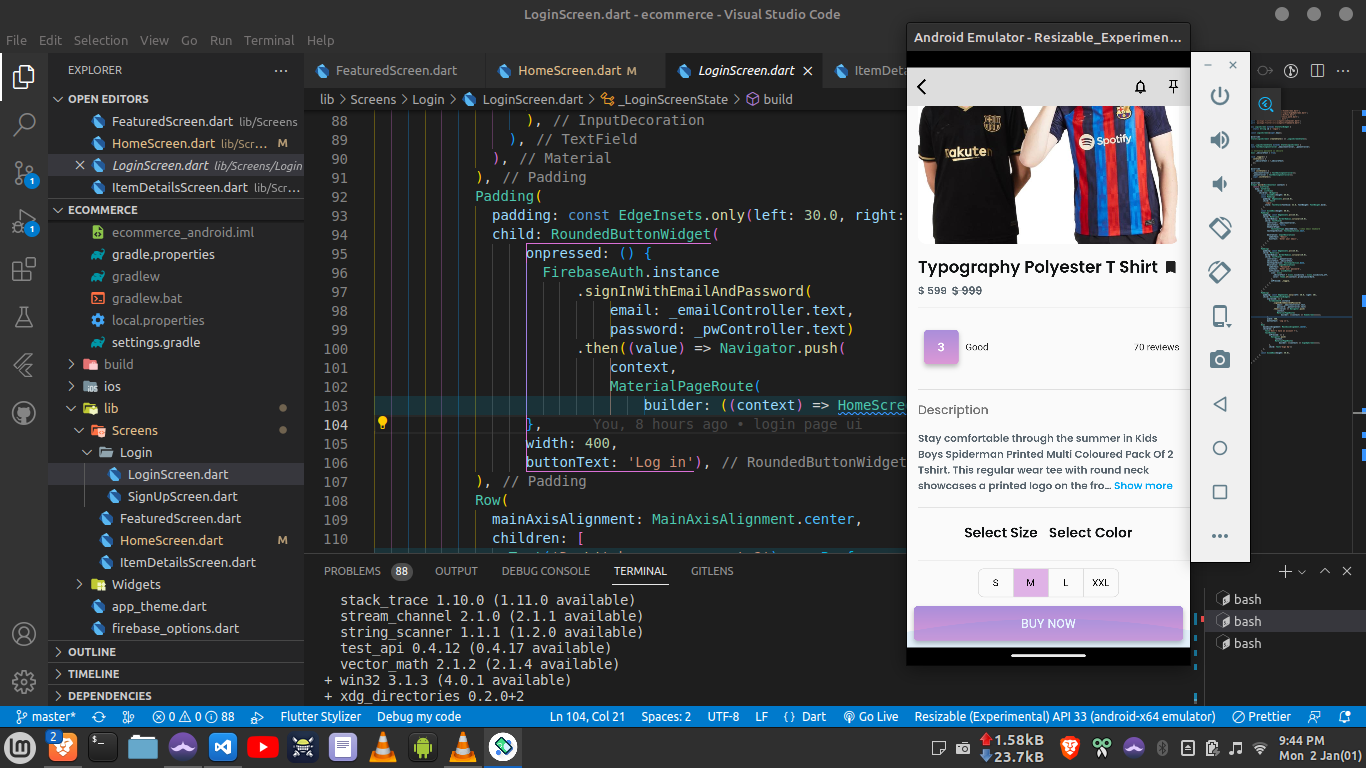 LoginScreen.dart - ecommerce - Visual Studio Code
File Edit Selection View Go Run Terminal Help
EXPLORER
OPEN EDITORS
FeaturedScreen.dart lib/Screens
HomeScreen.dart lib/Scr... M
LoginScreen.dart lib/Screens/Login
ItemDetailsScreen.dart lib/Scr...
ECOMMERCE
ecommerce_android.iml
gradle.properties
gradlew
gradlew.bat
local.properties
settings.gradle
build
ios
lib
Screens
Login
LoginScreen.dart
SignUpScreen.dart
FeaturedScreen.dart
HomeScreen.dart M
ItemDetailsScreen.dart
Widgets
app_theme.dart
firebase_options.dart
OUTLINE
TIMELINE
DEPENDENCIES
1
1
FeaturedScreen.dart HomeScreen.dart M LoginScreen.dart ItemDetai
lib > Screens > Login > LoginScreen.dart > _LoginScreenState > build
88 ), // InputDecoration
89 ), // TextField
90 ), // Material
91 ), // Padding
92 Padding(
93 padding: const EdgeInsets.only(left: 30.0, right:
94 child: RoundedButtonWidget(
95 onpressed: () {
96 FirebaseAuth.instance
97 .signInWithEmailAndPassword(
98 email: _emailController.text,
99 password: _pwController.text)
100 .then((value) => Navigator.push(
101 context,
102 MaterialPageRoute(
103 builder: ((context) => HomeScre
104 }, You, 8 hours ago • login page ui
105 width: 400,
106 buttonText: 'Log in'), // RoundedButtonWidget
107 ), // Padding
108 Row(
109 mainAxisAlignment: MainAxisAlignment.center,
110 children: [
PROBLEMS 88 OUTPUT DEBUG CONSOLE TERMINAL GITLENS
stack_trace 1.10.0 (1.11.0 available)
stream_channel 2.1.0 (2.1.1 available)
string_scanner 1.1.1 (1.2.0 available)
test_api 0.4.12 (0.4.17 available)
vector_math 2.1.2 (2.1.4 available)
+ win32 3.1.3 (4.0.1 available)
+ xdg_directories 0.2.0+2
bash
bash
bash
Android Emulator - Resizable_Experimen...
Rakuten
Spotify
Typography Polyester T Shirt
$ 599 $ 999
3 Good 70 reviews
Description
Stay comfortable through the summer in Kids
Boys Spiderman Printed Multi Coloured Pack Of 2
Tshirt. This regular wear tee with round neck
showcases a printed logo on the fro... Show more
Select Size Select Color
S M L XXL
BUY NOW
master* 0 0 88 Flutter Stylizer Debug my code Ln 104, Col 21 Spaces: 2 UTF-8 LF {} Dart Go Live Resizable (Experimental) API 33 (android-x64 emulator) Prettier
2
1.58kB
23.7kB
9:44 PM
Mon 2 Jan(01)